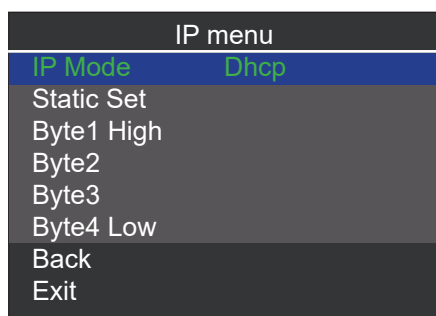 IP menu
IP Mode Dhcp
Static Set
Byte1 High
Byte2
Byte3
Byte4 Low
Back
Exit